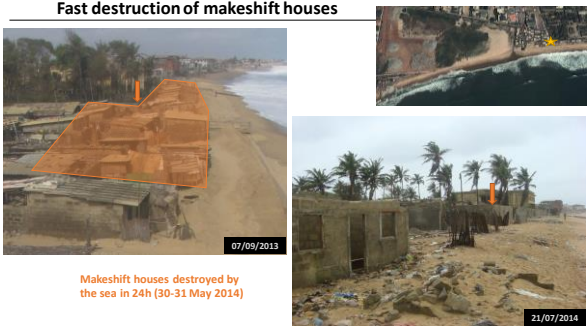 Fast destruction of makeshift houses
07/09/2013
Makeshift houses destroyed by
the sea in 24h (30-31 May 2014)
21/07/2014